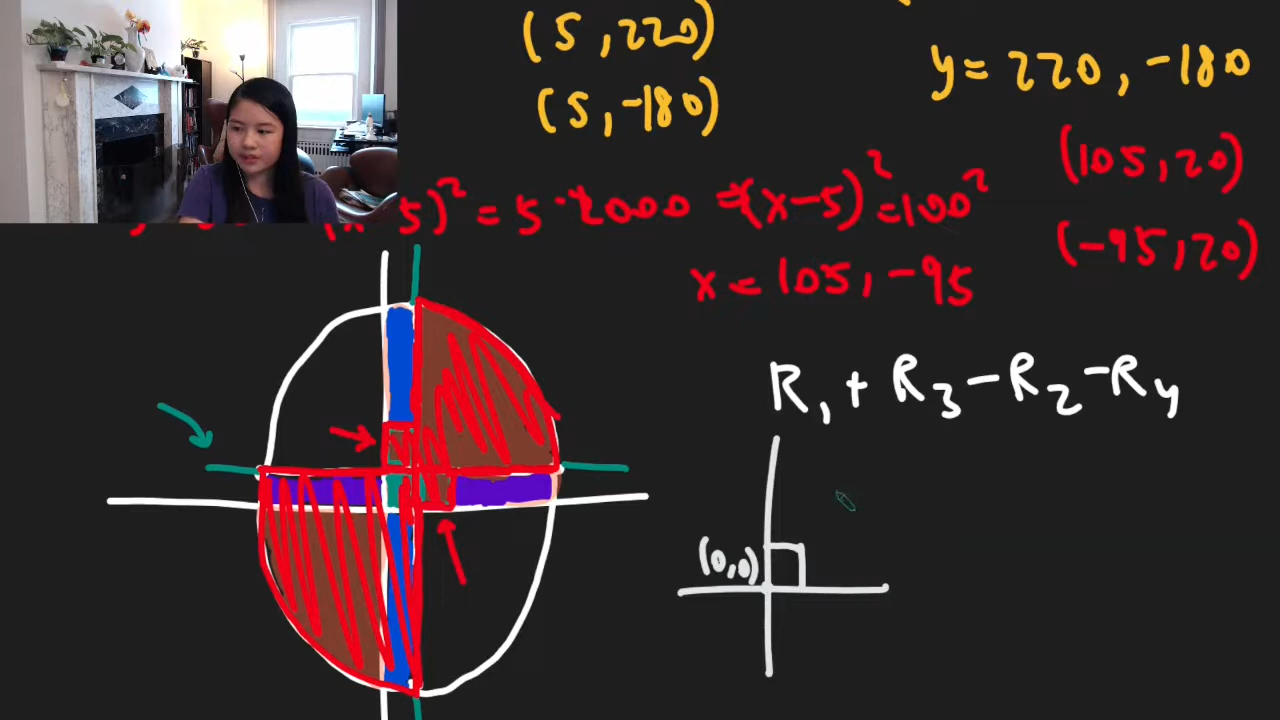 (5,220)
(5,-180)
y= 220, -180
(105,20)
(-95,20)
-5)² = 5·2000 =(x-5)²=100²
x= 105, -95
R₁+R₃-R₂-R₄
(0,0)